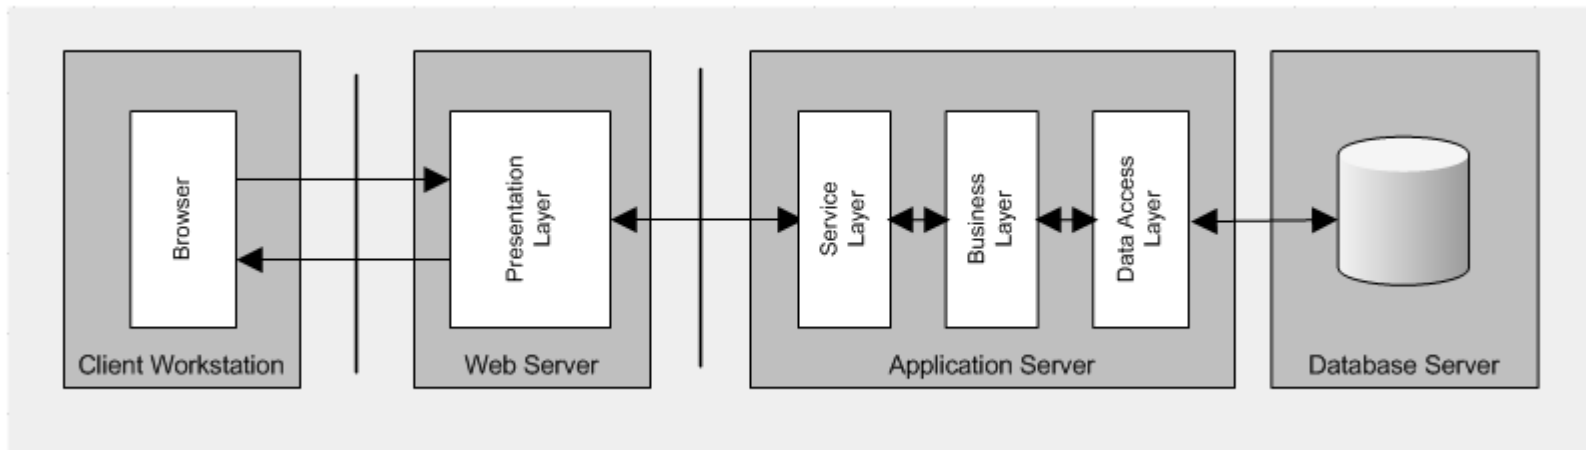 Browser
Client Workstation
Presentation
Layer
Web Server
Service
Layer
Business
Layer
Data Access
Layer
Application Server
Database Server